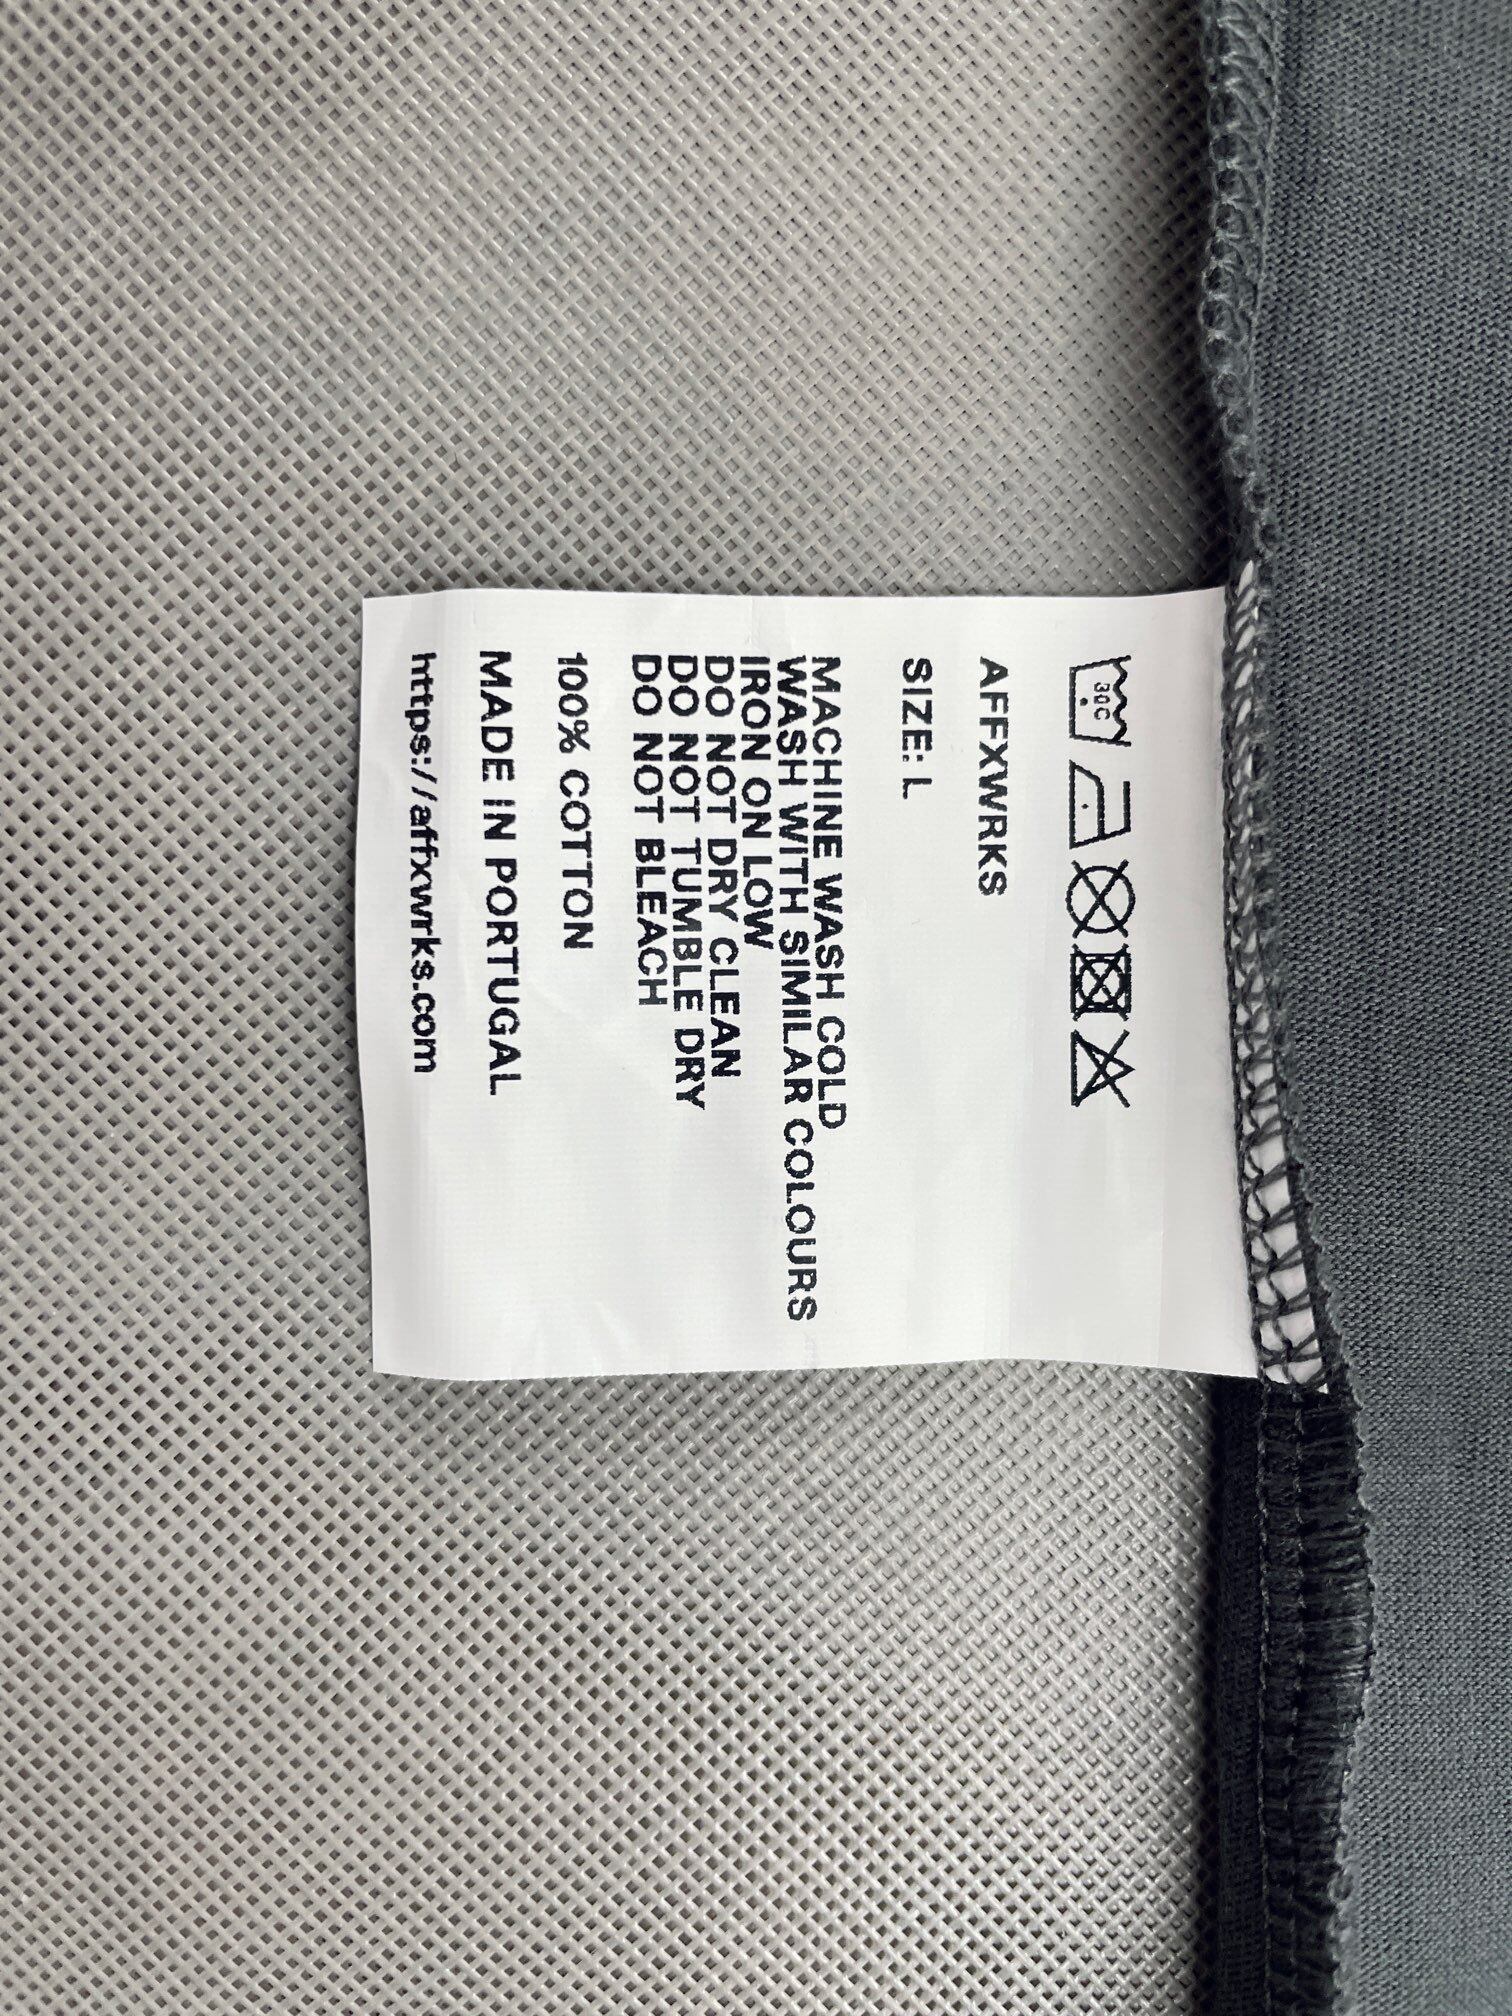 30C
AFFXWRKS
SIZE: L
MACHINE WASH COLD
WASH WITH SIMILAR COLOURS
IRON ON LOW
DO NOT DRY CLEAN
DO NOT TUMBLE DRY
DO NOT BLEACH
100% COTTON
MADE IN PORTUGAL
https://affxwrks.com